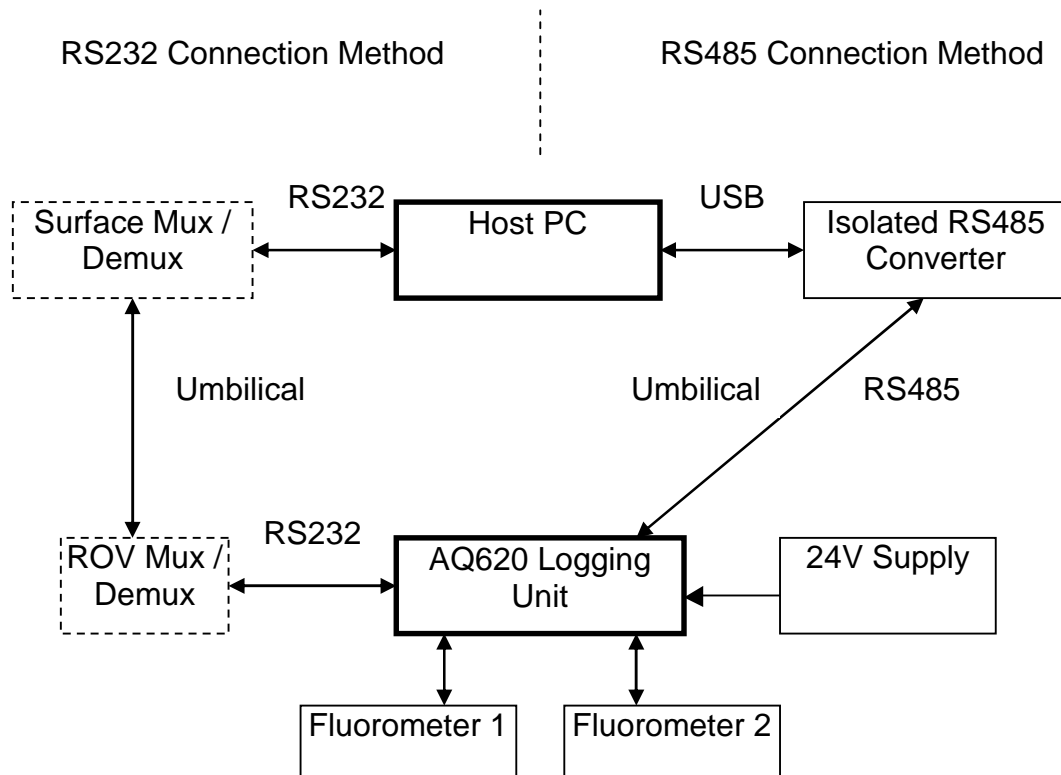 RS232 Connection Method
RS485 Connection Method
RS232
USB
Surface Mux /
Demux
Host PC
Isolated RS485
Converter
Umbilical
Umbilical
RS485
RS232
ROV Mux /
Demux
AQ620 Logging
Unit
24V Supply
Fluorometer 1
Fluorometer 2